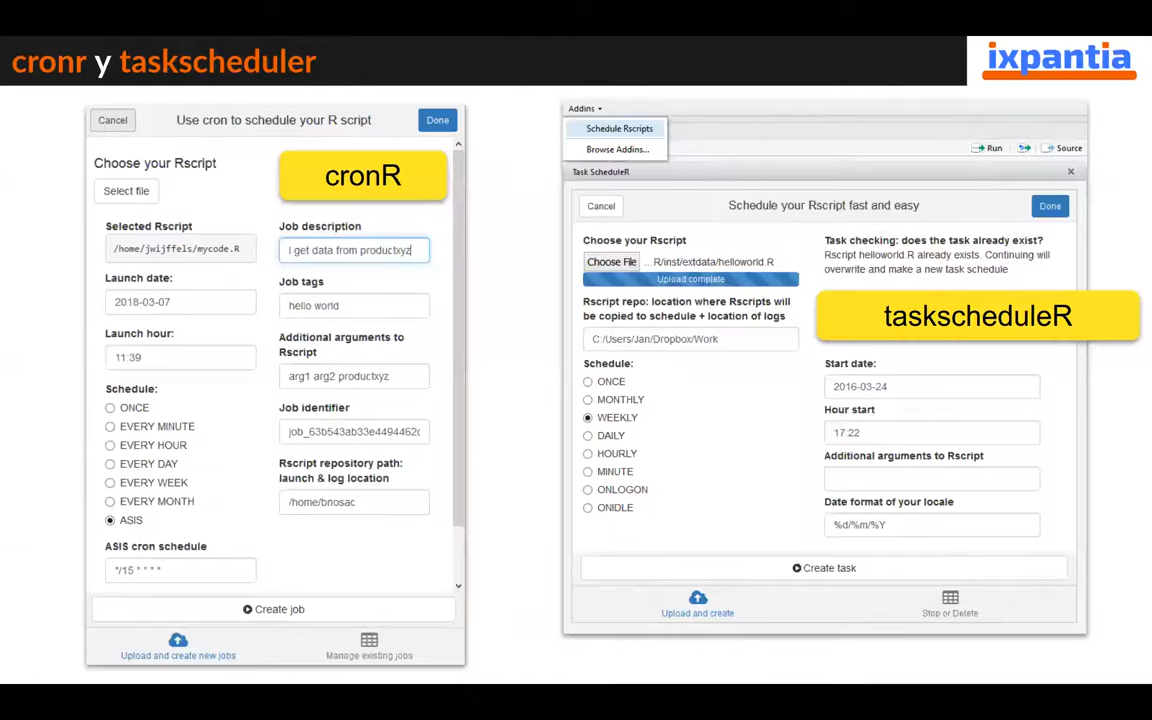 cronr y taskscheduler
ixpantia
Cancel
Use cron to schedule your R script
Done
Choose your Rscript
Select file
cronR
Selected Rscript
/home/jwijffels/mycode.R
Launch date:
2018-03-07
Launch hour:
11:39
Schedule:
ONCE
EVERY MINUTE
EVERY HOUR
EVERY DAY
EVERY WEEK
EVERY MONTH
ASIS
ASIS cron schedule
*/15 * * * *
Job description
I get data from productxyz
Job tags
hello world
Additional arguments to
Rscript
arg1 arg2 productxyz
Job identifier
job_63b543ab33e4494462c
Rscript repository path:
launch & log location
/home/bnosac
Create job
Upload and create new jobs
Manage existing jobs
Addins
Schedule Rscripts
Browse Addins...
Run
Source
Task ScheduleR
Cancel
Schedule your Rscript fast and easy
Done
Choose your Rscript
Choose File ...R/inst/extdata/helloworld.R
Upload complete
Rscript repo: location where Rscripts will
be copied to schedule + location of logs
C:/Users/Jan/Dropbox/Work
Schedule:
ONCE
MONTHLY
WEEKLY
DAILY
HOURLY
MINUTE
ONLOGON
ONIDLE
Task checking: does the task already exist?
Rscript helloworld.R already exists. Continuing will
overwrite and make a new task schedule
taskscheduleR
Start date:
2016-03-24
Hour start
17:22
Additional arguments to Rscript
Date format of your locale
%d/%m/%Y
Create task
Upload and create
Stop or Delete